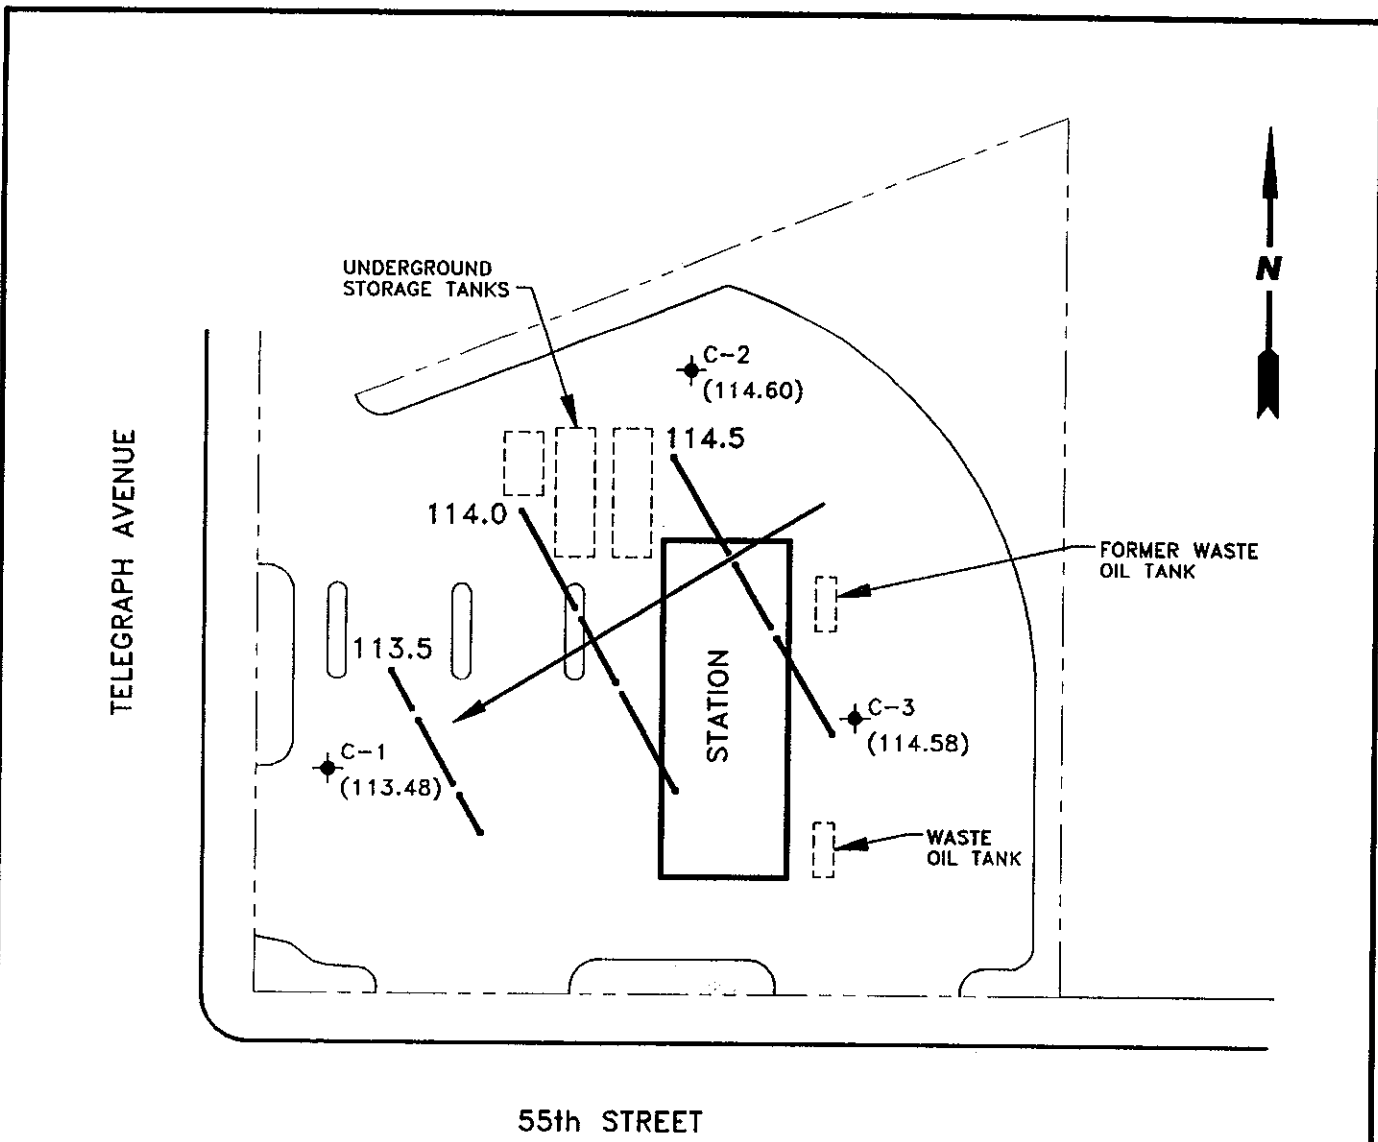 UNDERGROUND
STORAGE TANKS
N
C-2
(114.60)
TELEGRAPH AVENUE
114.5
114.0
FORMER WASTE
OIL TANK
113.5
STATION
C-3
(114.58)
C-1
(113.48)
WASTE
OIL TANK
55th STREET